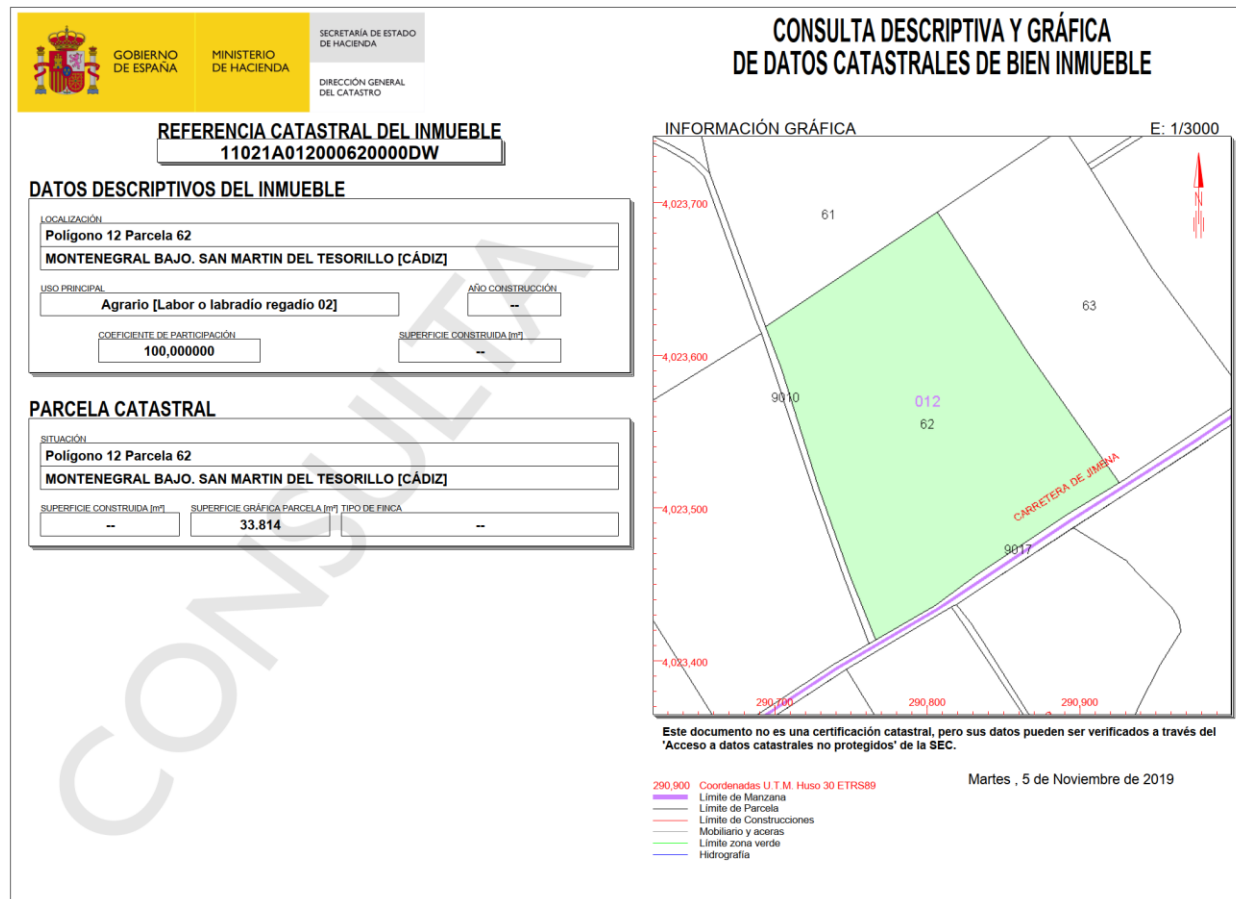 GOBIERNO
DE ESPAÑA
MINISTERIO
DE HACIENDA
SECRETARÍA DE ESTADO
DE HACIENDA
DIRECCIÓN GENERAL
DEL CATASTRO
CONSULTA DESCRIPTIVA Y GRÁFICA
DE DATOS CATASTRALES DE BIEN INMUEBLE
REFERENCIA CATASTRAL DEL INMUEBLE
11021A012000620000DW
DATOS DESCRIPTIVOS DEL INMUEBLE
LOCALIZACIÓN
Polígono 12 Parcela 62
MONTENEGRAL BAJO. SAN MARTIN DEL TESORILLO [CÁDIZ]
USO PRINCIPAL
Agrario [Labor o labradío regadío 02]
AÑO CONSTRUCCIÓN
--
COEFICIENTE DE PARTICIPACIÓN
100,000000
SUPERFICIE CONSTRUIDA [m²]
--
PARCELA CATASTRAL
SITUACIÓN
Polígono 12 Parcela 62
MONTENEGRAL BAJO. SAN MARTIN DEL TESORILLO [CÁDIZ]
SUPERFICIE CONSTRUIDA [m²]
--
SUPERFICIE GRÁFICA PARCELA [m²]
33.814
TIPO DE FINCA
--
CONSULTA
INFORMACIÓN GRÁFICA
E: 1/3000
N
4,023,700
61
63
4,023,600
9010
012
62
CARRETERA DE JIMENA
4,023,500
9017
4,023,400
290,700
290,800
290,900
Este documento no es una certificación catastral, pero sus datos pueden ser verificados a través del
'Acceso a datos catastrales no protegidos' de la SEC.
Martes , 5 de Noviembre de 2019
290,900 Coordenadas U.T.M. Huso 30 ETRS89
Límite de Manzana
Límite de Parcela
Límite de Construcciones
Mobiliario y aceras
Límite zona verde
Hidrografía